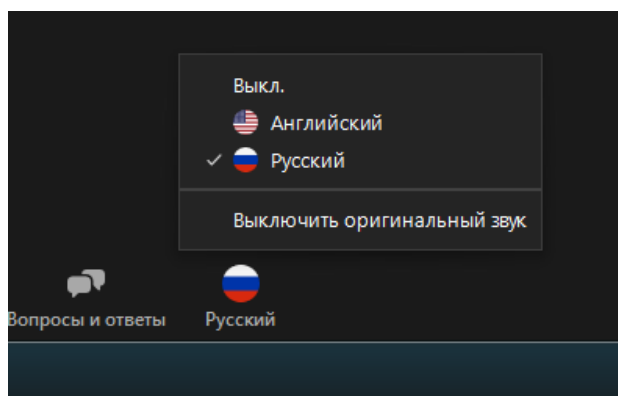 Выкл.
Английский
Русский
Выключить оригинальный звук
Вопросы и ответы
Русский